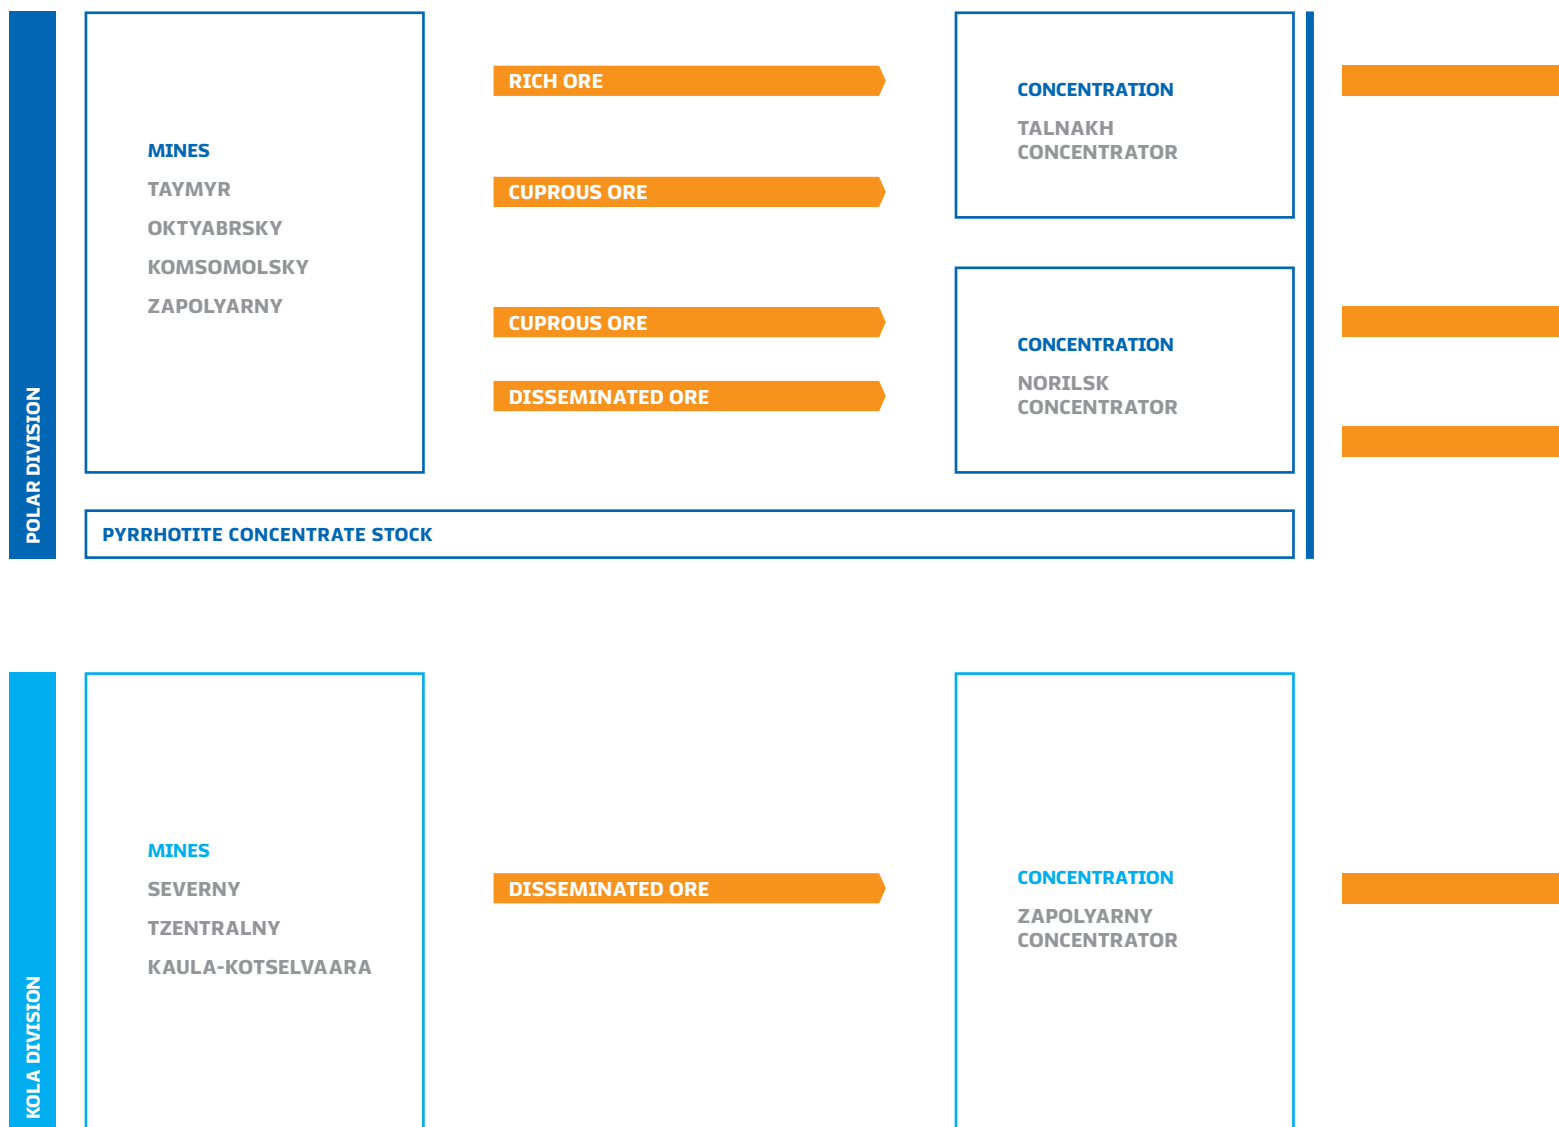 POLAR DIVISION
MINES
TAYMYR
OKTYABRSKY
KOMSOMOLSKY
ZAPOLYARNY
RICH ORE
CUPROUS ORE
CUPROUS ORE
DISSEMINATED ORE
CONCENTRATION
TALNAKH
CONCENTRATOR
CONCENTRATION
NORILSK
CONCENTRATOR
PYRRHOTITE CONCENTRATE STOCK
KOLA DIVISION
MINES
SEVERNY
TZENTRALNY
KAULA-KOTSELVAARA
DISSEMINATED ORE
CONCENTRATION
ZAPOLYARNY
CONCENTRATOR